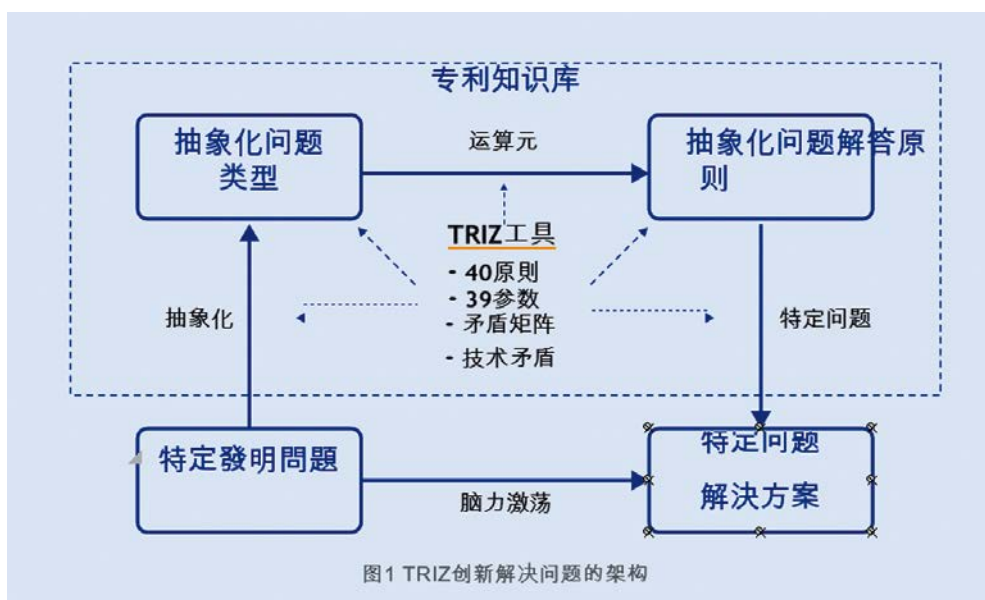 专利知识库
抽象化问题
类型
运算元
抽象化问题解答原
则
TRIZ工具
- 40原則
- 39参数
- 矛盾矩阵
- 技术矛盾
抽象化
特定问题
特定發明問題
脑力激荡
特定问题
解決方案
图1 TRIZ创新解决问题的架构